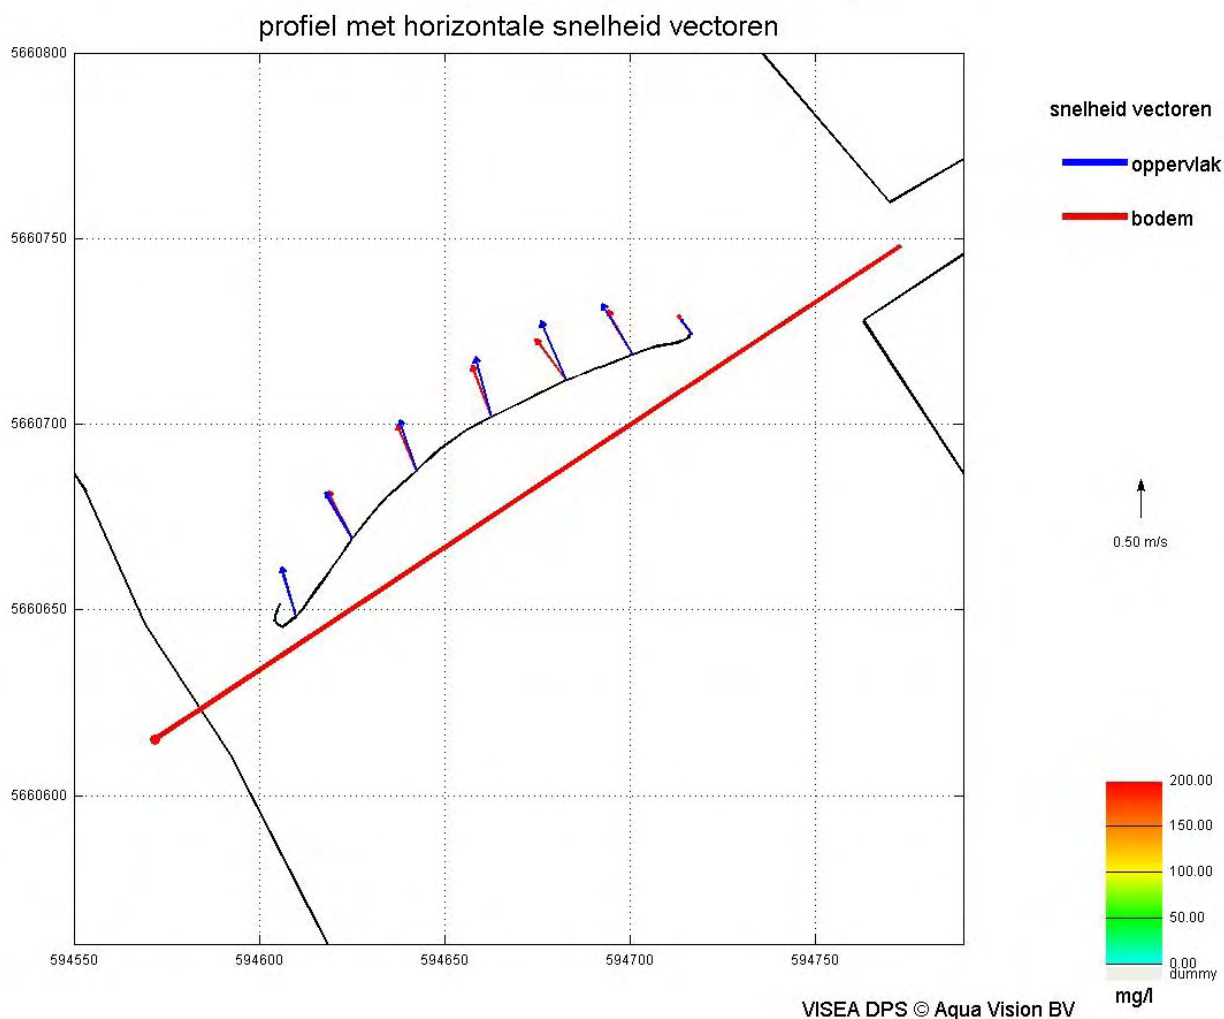 profiel met horizontale snelheid vectoren
5660800
5660750
5660700
5660650
5660600
594550
594600
594650
594700
594750
snelheid vectoren
oppervlak
bodem
0.50 m/s
200.00
150.00
100.00
50.00
0.00
dummy
mg/l
VISEA DPS © Aqua Vision BV